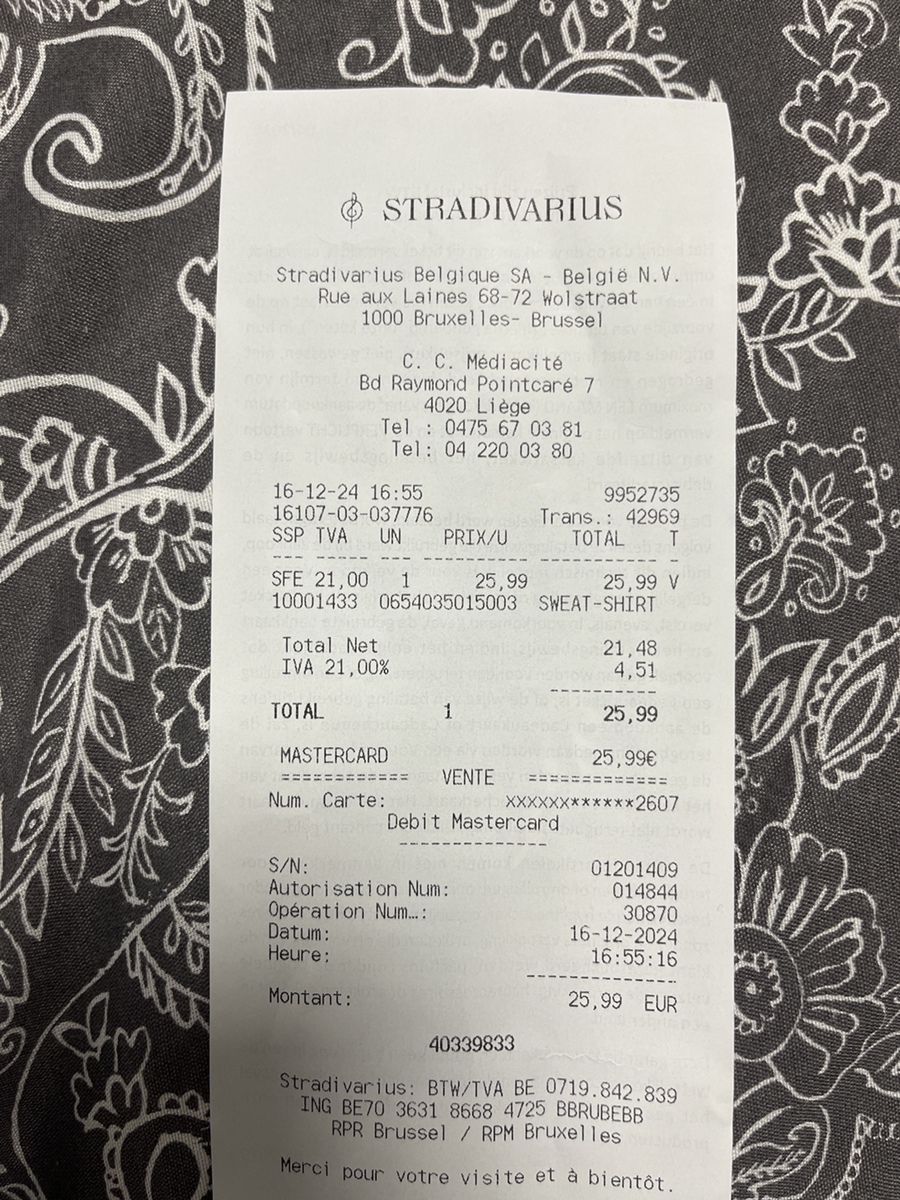 STRADIVARIUS
Stradivarius Belgique SA - België N.V.
Rue aux Laines 68-72 Wolstraat
1000 Bruxelles- Brussel
C. C. Médiacité
Bd Raymond Pointcaré 7
4020 Liège
Tel : 0475 67 03 81
Tel: 04 220 03 80
16-12-24 16:55 9952735
16107-03-037776 Trans.: 42969
SSP TVA UN PRIX/U TOTAL T
--------------------------------------
SFE 21,00 1 25,99 25,99 V
10001433 0654035015003 SWEAT-SHIRT
Total Net 21,48
IVA 21,00% 4,51
----------
TOTAL 1 25,99
MASTERCARD 25,99€
============ VENTE =============
Num. Carte: XXXXXX******2607
Debit Mastercard
--------------
S/N: 01201409
Autorisation Num: 014844
Opération Num…: 30870
Datum: 16-12-2024
Heure: 16:55:16
--------------
Montant: 25,99 EUR
40339833
Stradivarius: BTW/TVA BE 0719.842.839
ING BE70 3631 8668 4725 BBRUBEBB
RPR Brussel / RPM Bruxelles
Merci pour votre visite et à bientôt.